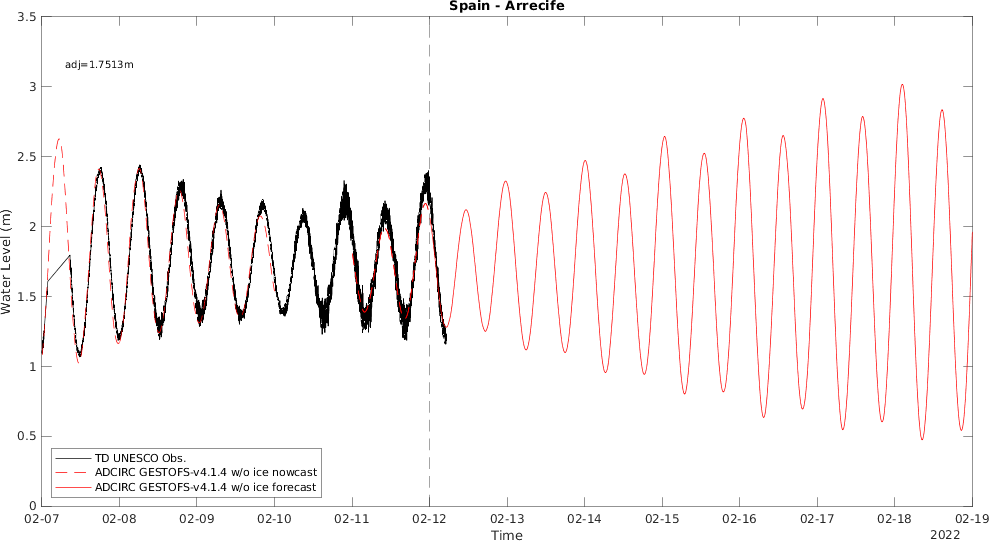 Spain - Arrecife
3.5
adj=1.7513m
3
2.5
2
1.5
1
0.5
0
Water Level (m)
TD UNESCO Obs.
ADCIRC GESTOFS-v4.1.4 w/o ice nowcast
ADCIRC GESTOFS-v4.1.4 w/o ice forecast
02-07 02-08 02-09 02-10 02-11 02-12 02-13 02-14 02-15 02-16 02-17 02-18 02-19
Time
2022